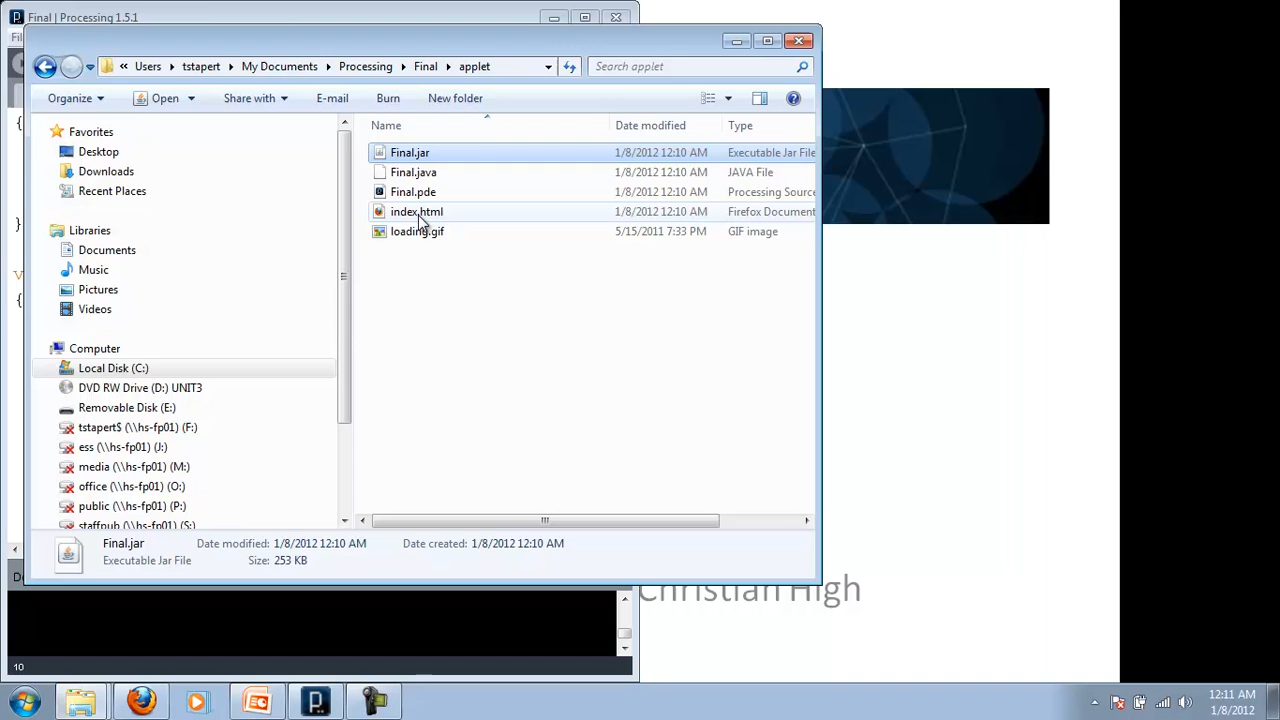 Final | Processing 1.5.1
Fil
Users tstapert My Documents Processing Final applet
Search applet
Organize Open Share with E-mail Burn New folder
Favorites
Desktop
Downloads
Recent Places
Libraries
Documents
Music
Pictures
Videos
Computer
Local Disk (C:)
DVD RW Drive (D:) UNIT3
Removable Disk (E:)
tstapert$ (\\hs-fp01) (F:)
ess (\\hs-fp01) (J:)
media (\\hs-fp01) (M:)
office (\\hs-fp01) (O:)
public (\\hs-fp01) (P:)
staffpub (\\hs-fp01) (S:)
Name Date modified Type
Final.jar 1/8/2012 12:10 AM Executable Jar File
Final.java 1/8/2012 12:10 AM JAVA File
Final.pde 1/8/2012 12:10 AM Processing Source
index.html 1/8/2012 12:10 AM Firefox Document
loading.gif 5/15/2011 7:33 PM GIF image
Final.jar Date modified: 1/8/2012 12:10 AM Date created: 1/8/2012 12:10 AM
Executable Jar File Size: 253 KB
{
}
{
Christian High
10
12:11 AM
1/8/2012